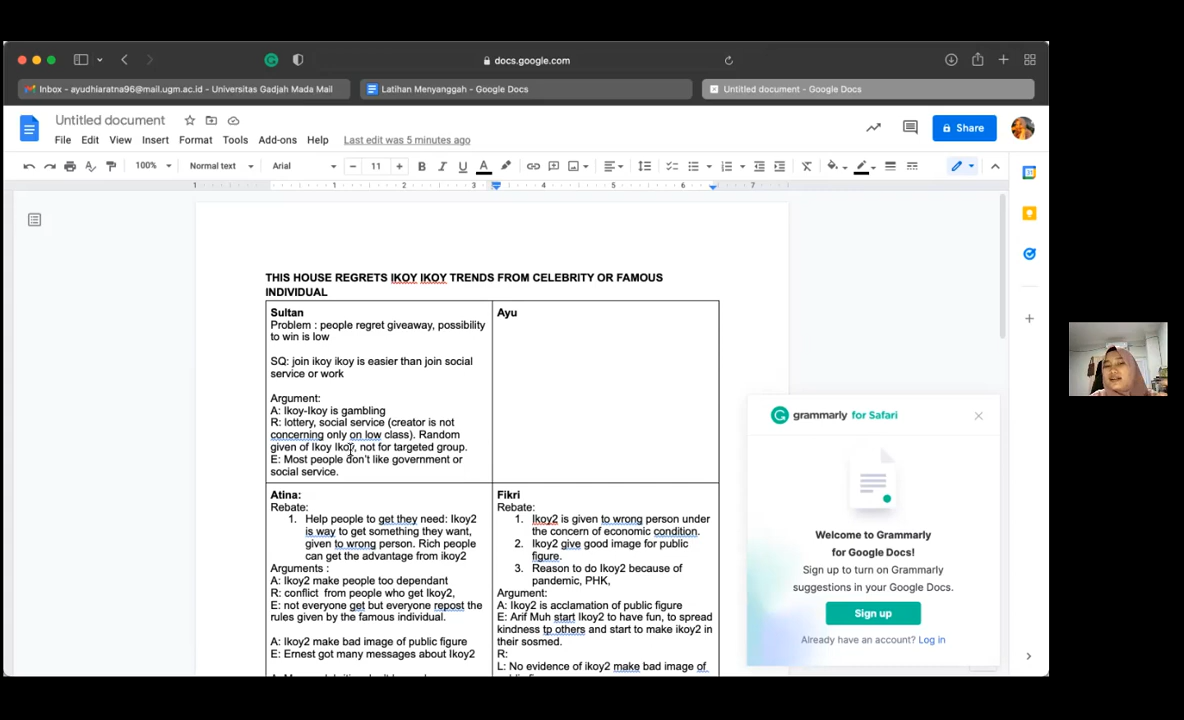 docs.google.com
Inbox - ayudhiaratna96@mail.ugm.ac.id - Universitas Gadjah Mada Mail
Latihan Menyanggah - Google Docs
Untitled document - Google Docs
Untitled document
File Edit View Insert Format Tools Add-ons Help Last edit was 5 minutes ago
Share
100% Normal text Arial 11
1 1 2 3 4 5 6 7
THIS HOUSE REGRETS IKOY IKOY TRENDS FROM CELEBRITY OR FAMOUS
INDIVIDUAL
Sultan
Problem : people regret giveaway, possibility
to win is low
SQ: join ikoy ikoy is easier than join social
service or work
Argument:
A: Ikoy-Ikoy is gambling
R: lottery, social service (creator is not
concerning only on low class). Random
given of Ikoy Ikoy, not for targeted group.
E: Most people don't like government or
social service.
Ayu
Atina:
Rebate:
1. Help people to get they need: Ikoy2
is way to get something they want,
given to wrong person. Rich people
can get the advantage from ikoy2
Arguments :
A: Ikoy2 make people too dependant
R: conflict from people who get Ikoy2,
E: not everyone get but everyone repost the
rules given by the famous individual.
A: Ikoy2 make bad image of public figure
E: Ernest got many messages about Ikoy2
Fikri
Rebate:
1. Ikoy2 is given to wrong person under
the concern of economic condition.
2. Ikoy2 give good image for public
figure.
3. Reason to do Ikoy2 because of
pandemic, PHK,
Argument:
A: Ikoy2 is acclamation of public figure
E: Arif Muh start Ikoy2 to have fun, to spread
kindness tp others and start to make ikoy2 in
their sosmed.
R:
L: No evidence of ikoy2 make bad image of
grammarly for Safari
Welcome to Grammarly
for Google Docs!
Sign up to turn on Grammarly
suggestions in your Google Docs.
Sign up
Already have an account? Log in